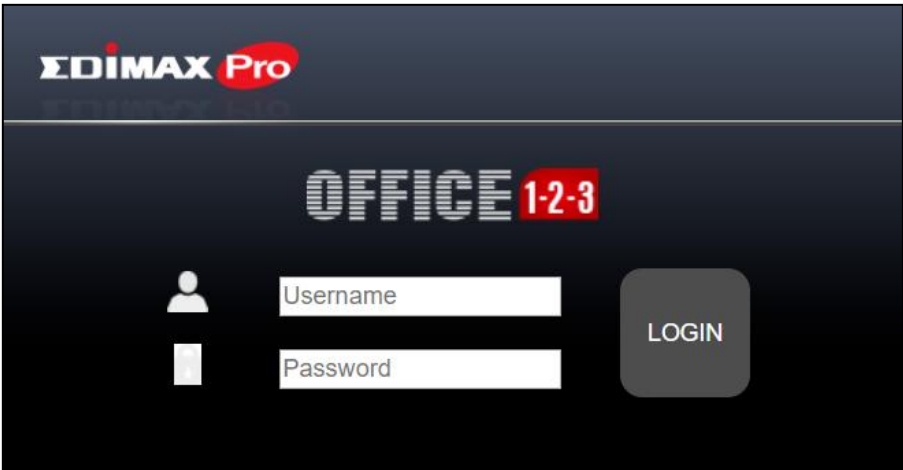 EDIMAX Pro
OFFICE 1-2-3
Username
LOGIN
Password